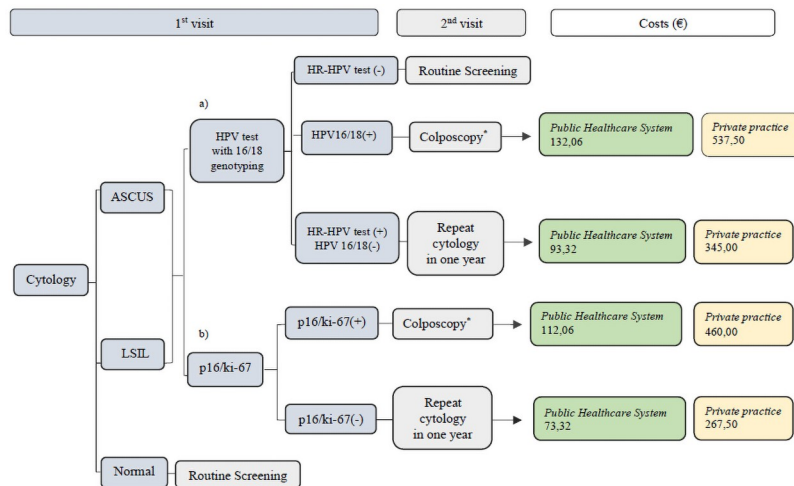 1st visit
2nd visit
Costs (€)
a)
HPV test
with 16/18
genotyping
HR-HPV test (-)
Routine Screening
HPV16/18(+)
Colposcopy*
Public Healthcare System
132,06
Private practice
537,50
HR-HPV test (+)
HPV 16/18(-)
Repeat
cytology
in one year
Public Healthcare System
93,32
Private practice
345,00
Cytology
ASCUS
LSIL
Normal
Routine Screening
b)
p16/ki-67
p16/ki-67(+)
Colposcopy*
Public Healthcare System
112,06
Private practice
460,00
p16/ki-67(-)
Repeat
cytology
in one year
Public Healthcare System
73,32
Private practice
267,50